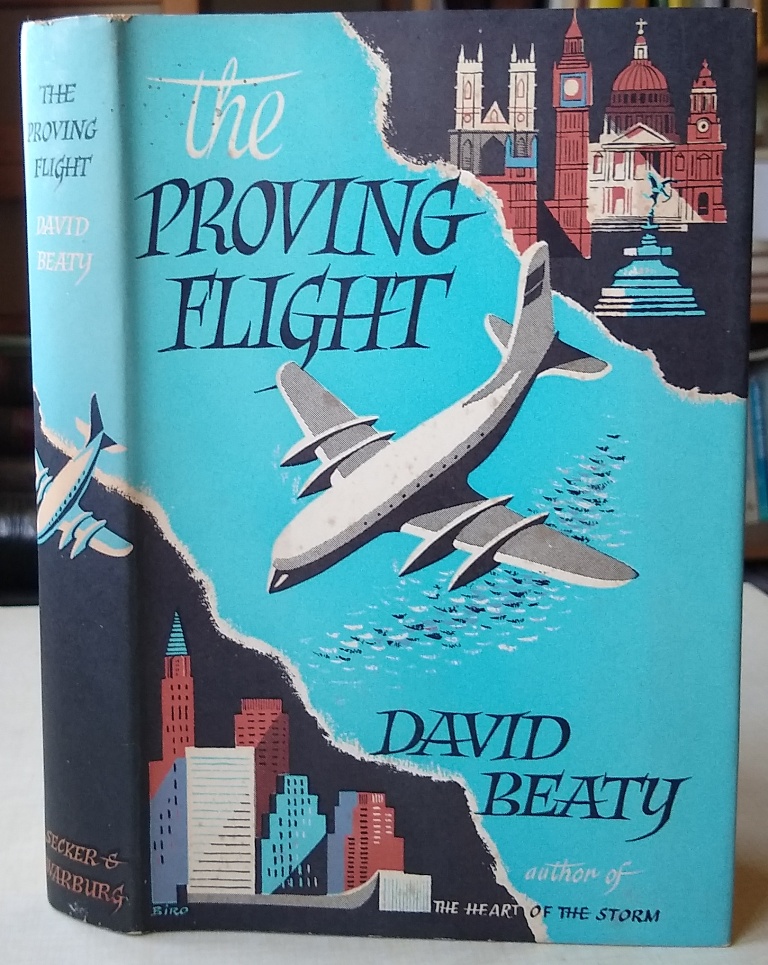 THE
PROVING
FLIGHT
DAVID
BEATY
SECKER &
WARBURG
the
PROVING
FLIGHT
DAVID
BEATY
author of
THE HEART OF THE STORM
BIRO